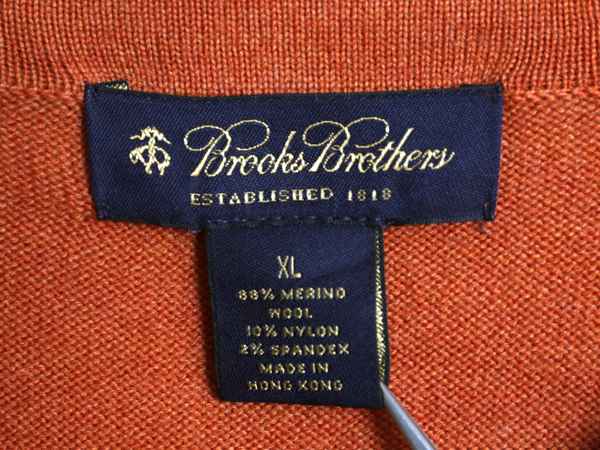 Brooks Brothers
ESTABLISHED 1818
XL
88% MERINO
WOOL
10% NYLON
2% SPANDEX
MADE IN
HONG KONG